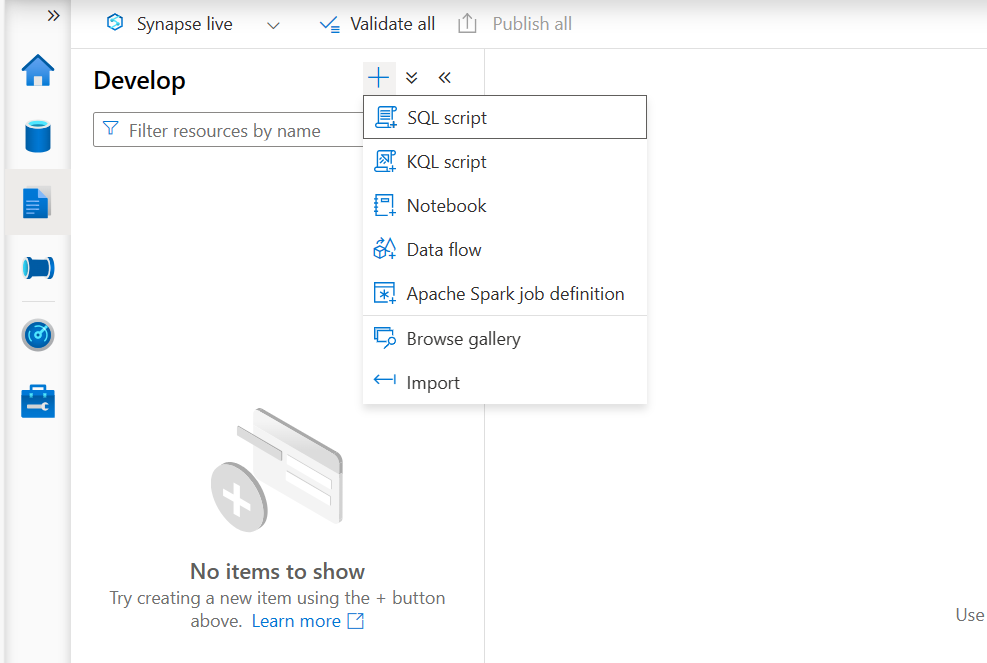 Synapse live
Validate all
Publish all
Develop
Filter resources by name
SQL script
KQL script
Notebook
Data flow
Apache Spark job definition
Browse gallery
Import
No items to show
Try creating a new item using the + button
above. Learn more
Use